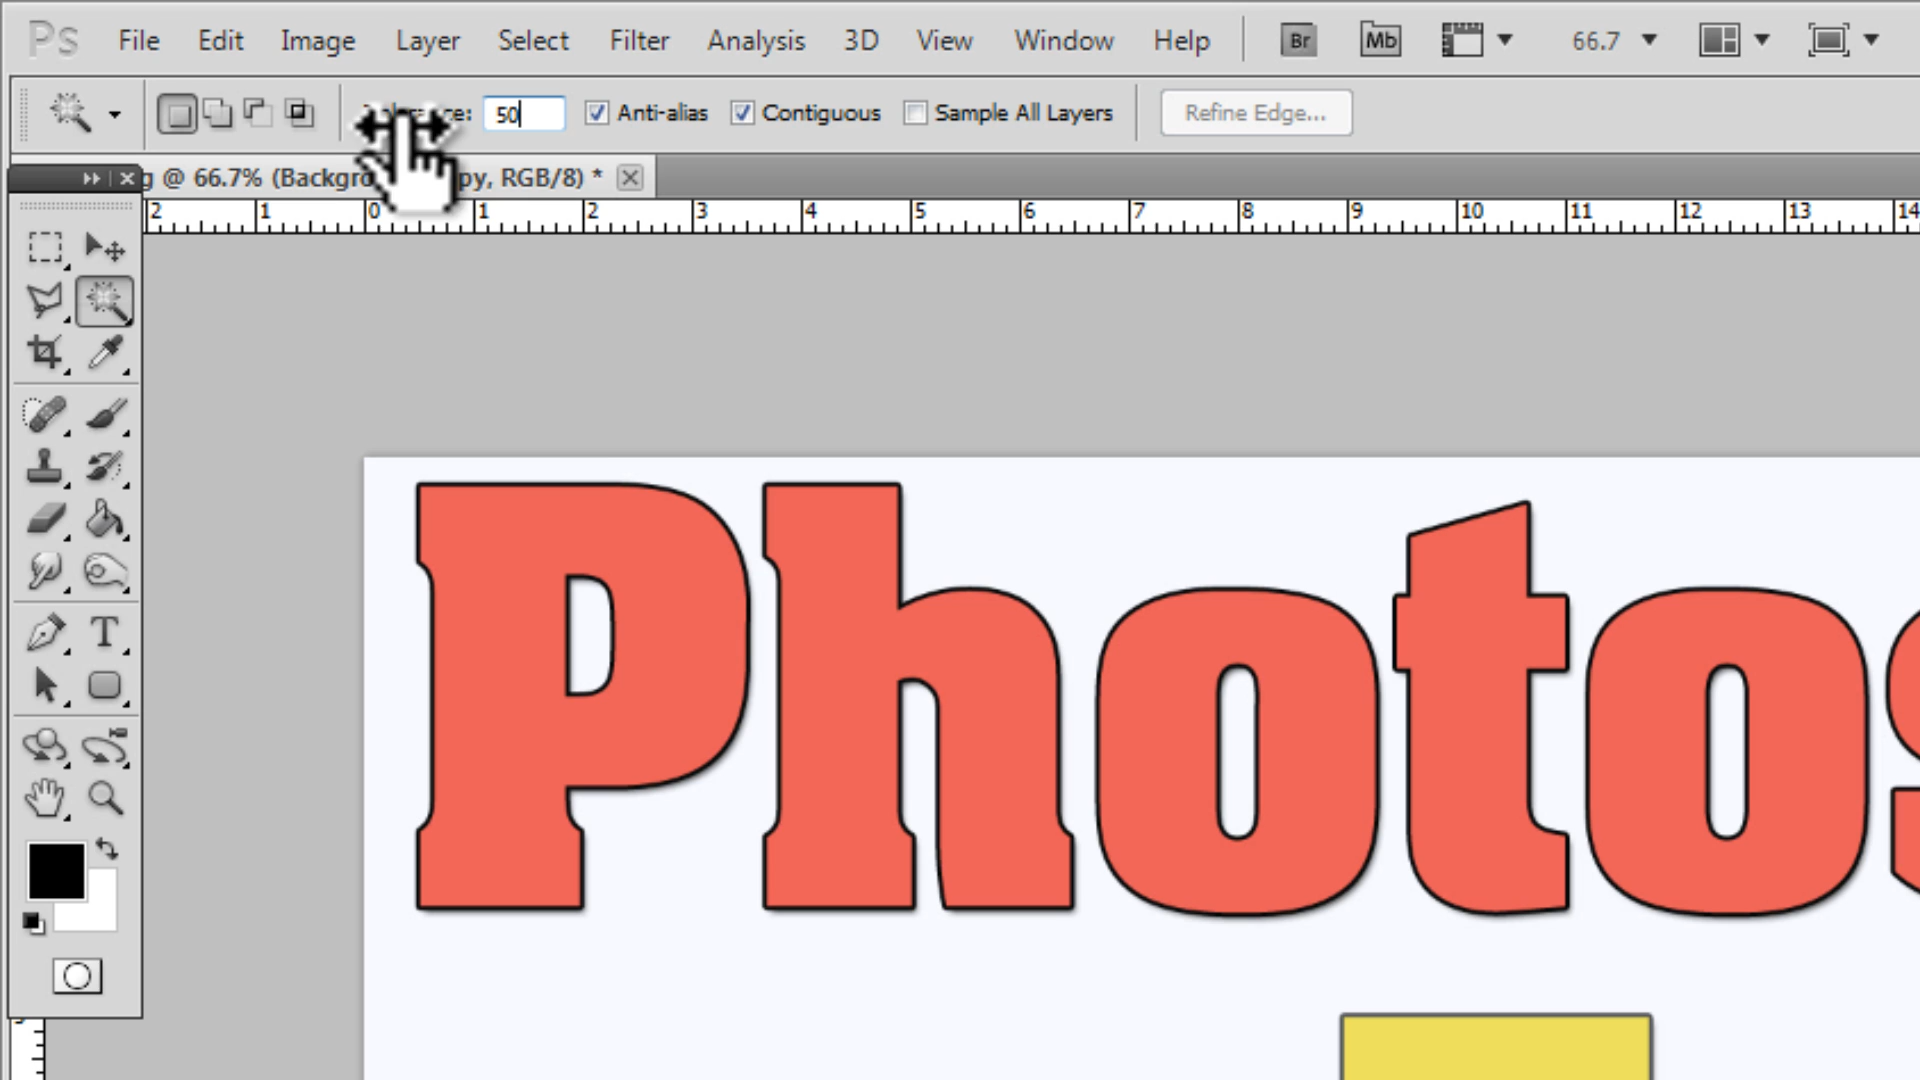 Ps File Edit Image Layer Select Filter Analysis 3D View Window Help Br Mb 66.7
50 Anti-alias Contiguous Sample All Layers Refine Edge...
g @ 66.7% (Backgro py, RGB/8) *
2 1 0 1 2 3 4 5 6 7 8 9 10 11 12 13 14
T
Photos